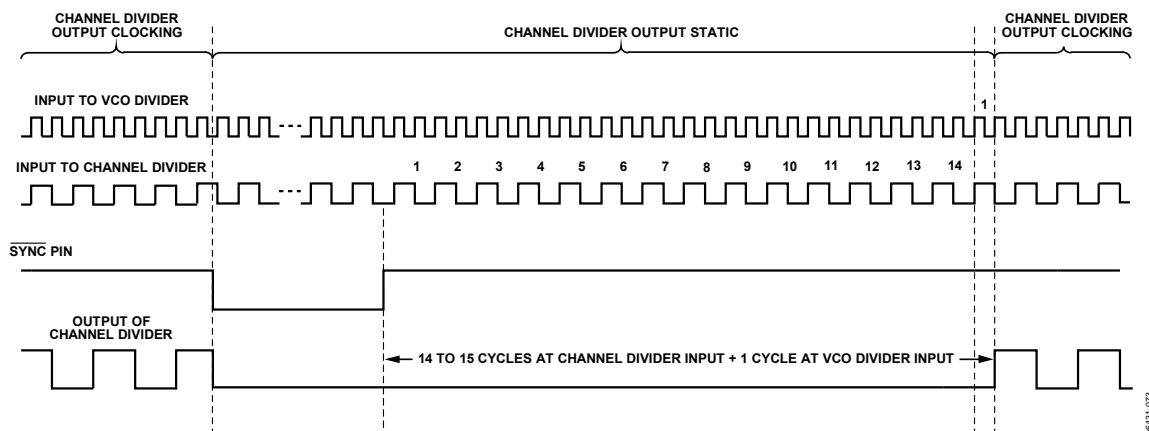 CHANNEL DIVIDER
OUTPUT CLOCKING
CHANNEL DIVIDER OUTPUT STATIC
CHANNEL DIVIDER
OUTPUT CLOCKING
INPUT TO VCO DIVIDER
1
INPUT TO CHANNEL DIVIDER
1 2 3 4 5 6 7 8 9 10 11 12 13 14
SYNC PIN
OUTPUT OF
CHANNEL DIVIDER
14 TO 15 CYCLES AT CHANNEL DIVIDER INPUT + 1 CYCLE AT VCO DIVIDER INPUT